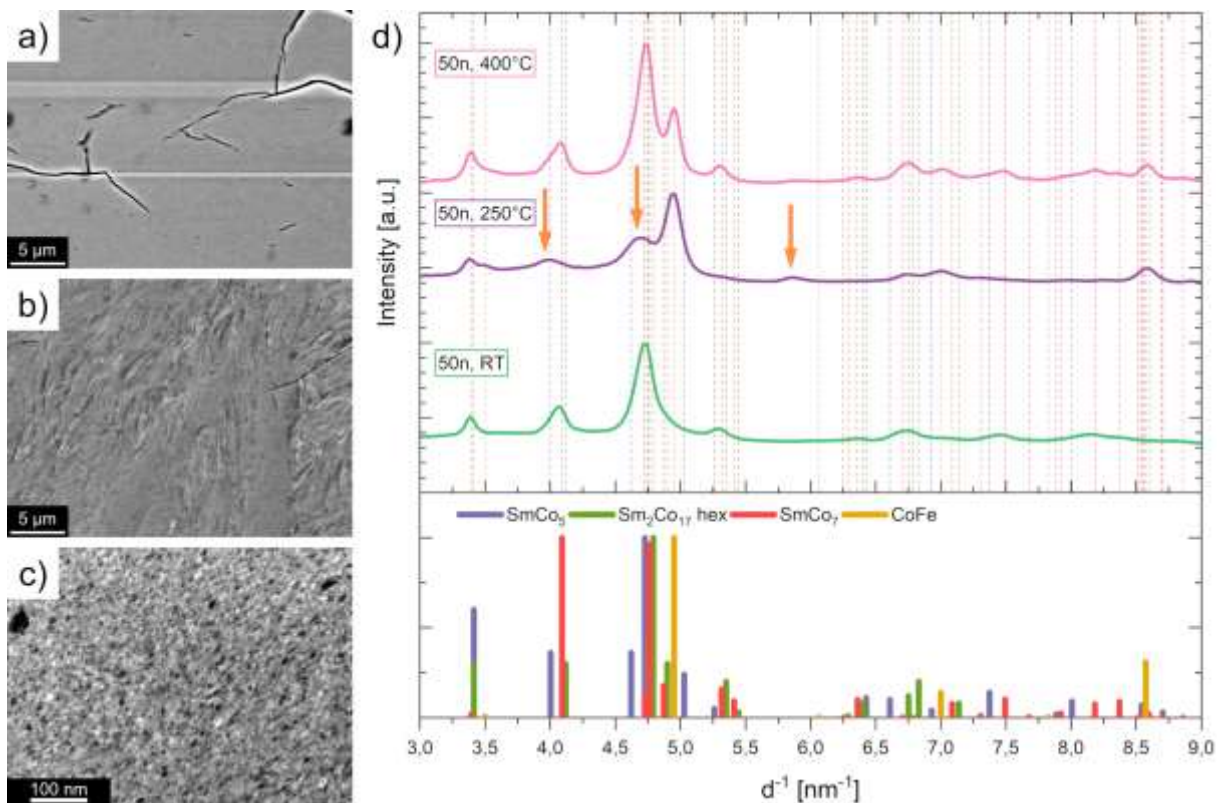 a)
5 µm
b)
5 µm
c)
100 nm
d)
50n, 400°C
50n, 250°C
50n, RT
Intensity [a.u.]
SmCo₅ Sm₂Co₁₇ hex SmCo₇ CoFe
3,0 3,5 4,0 4,5 5,0 5,5 6,0 6,5 7,0 7,5 8,0 8,5 9,0
d⁻¹ [nm⁻¹]